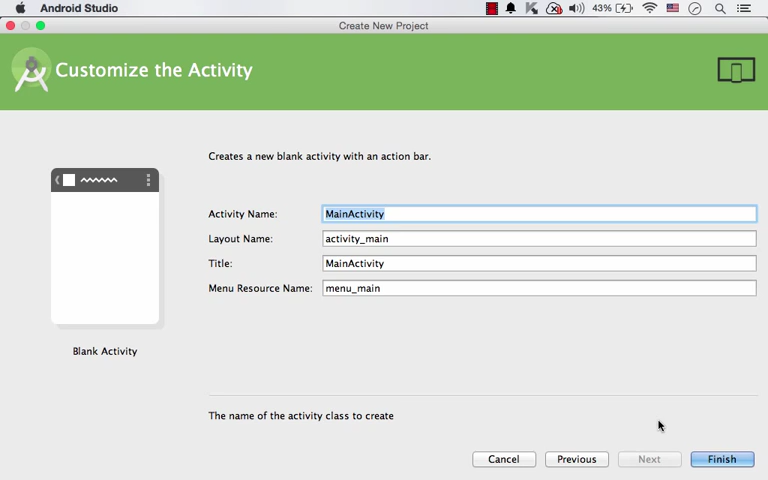 Android Studio
43%
Create New Project
Customize the Activity
Creates a new blank activity with an action bar.
Activity Name: MainActivity
Layout Name: activity_main
Title: MainActivity
Menu Resource Name: menu_main
Blank Activity
The name of the activity class to create
Cancel Previous Next Finish